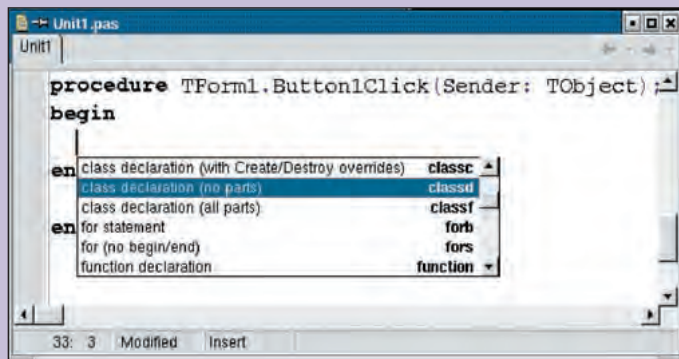 Unit1.pas
Unit1
procedure TForm1.Button1Click(Sender: TObject);
begin
en
class declaration (with Create/Destroy overrides) classc
class declaration (no parts) classd
class declaration (all parts) classf
en
for statement forb
for (no begin/end) fors
function declaration function
33: 3 Modified Insert